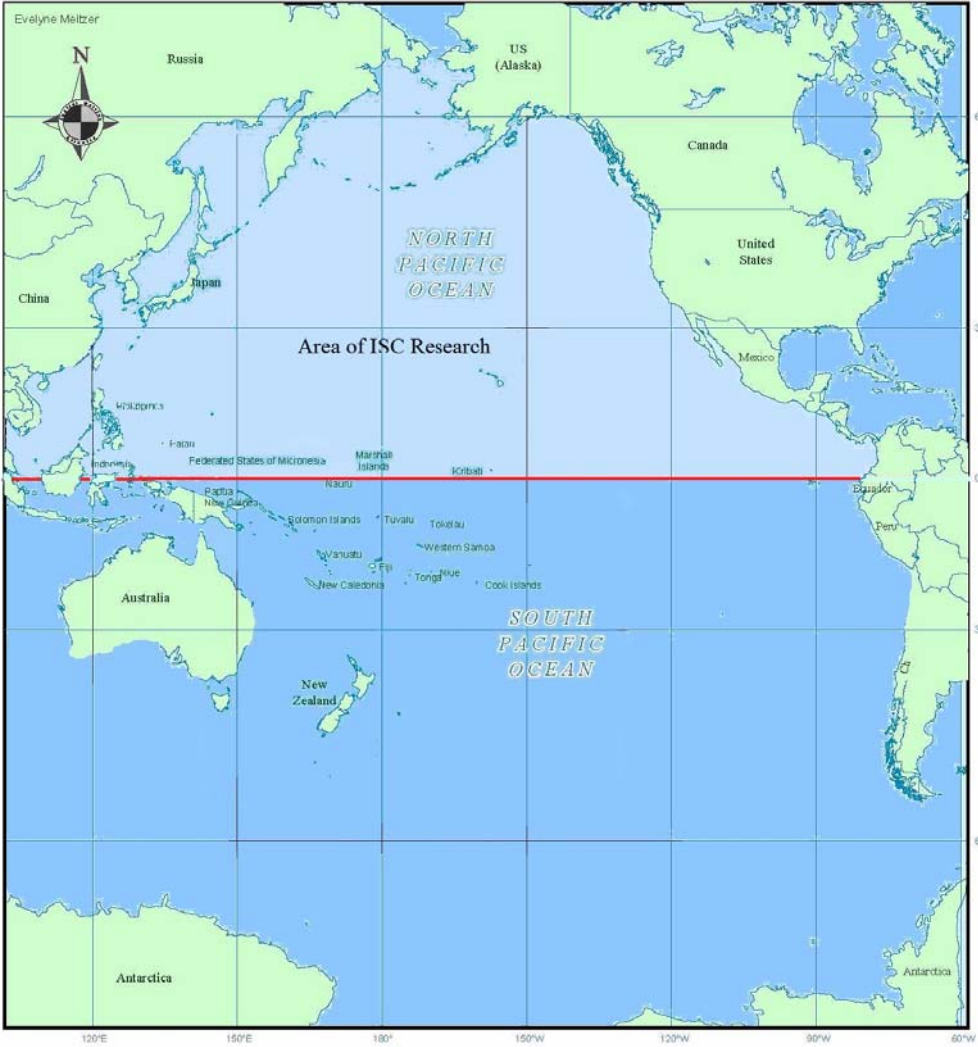 Evelyne Meltzer
N
Russia
US
(Alaska)
Canada
NORTH
PACIFIC
OCEAN
United
States
Japan
China
Area of ISC Research
Mexico
Philippines
Palau
Indonesia
Federated States of Micronesia
Marshall
Islands
Kiribati
Nauru
Papua
New Guinea
Equador
Solomon Islands
Tuvalu
Tokelau
Peru
Vanuatu
Western Samoa
Fiji
Tonga
Niue
New Caledonia
Cook Islands
Australia
SOUTH
PACIFIC
OCEAN
New
Zealand
Antarctica
Antarctica
120°E
150°E
180°
150°W
120°W
90°W
60°W